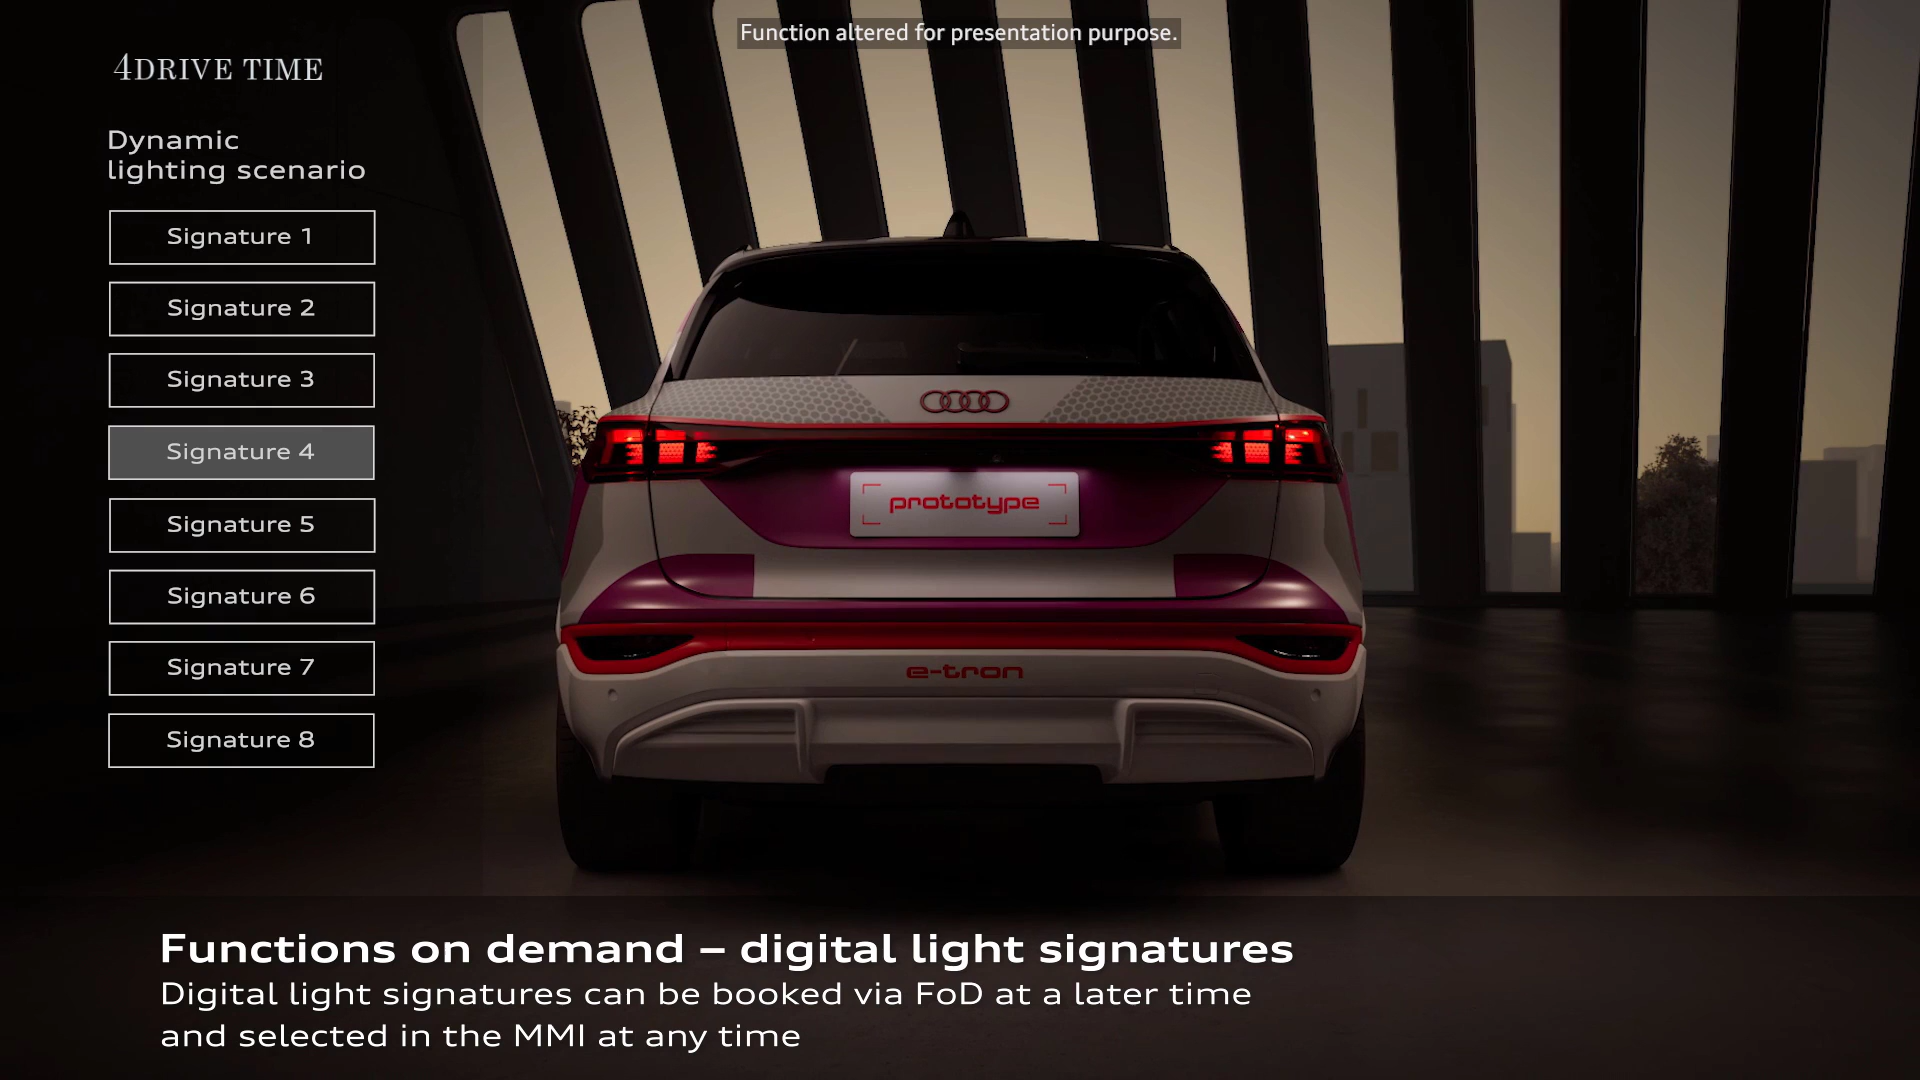 Function altered for presentation purpose.
4DRIVE TIME
Dynamic
lighting scenario
Signature 1
Signature 2
Signature 3
Signature 4
Signature 5
Signature 6
Signature 7
Signature 8
prototype
e-tron
Functions on demand – digital light signatures
Digital light signatures can be booked via FoD at a later time
and selected in the MMI at any time